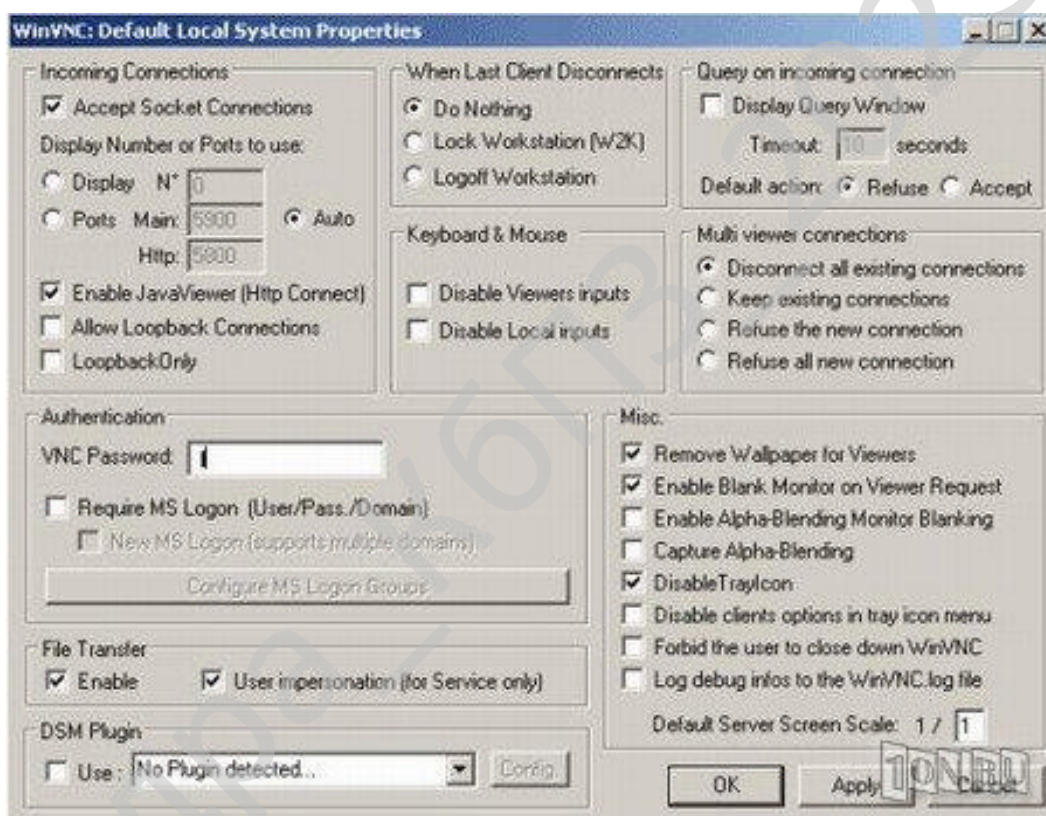 WinVNC: Default Local System Properties
Incoming Connections
Accept Socket Connections
Display Number or Ports to use:
Display N° 0
Ports Main: 5900 Auto
Http: 5800
Enable JavaViewer (Http Connect)
Allow Loopback Connections
LoopbackOnly
When Last Client Disconnects
Do Nothing
Lock Workstation (W2K)
Logoff Workstation
Keyboard & Mouse
Disable Viewers inputs
Disable Local inputs
Query on incoming connection
Display Query Window
Timeout: 10 seconds
Default action: Refuse Accept
Multi viewer connections
Disconnect all existing connections
Keep existing connections
Refuse the new connection
Refuse all new connection
Authentication
VNC Password:
Require MS Logon (User/Pass./Domain)
New MS Logon (supports multiple domains)
Configure MS Logon Groups
File Transfer
Enable User impersonation (for Service only)
DSM Plugin
Use : No Plugin detected... Config.
Misc.
Remove Wallpaper for Viewers
Enable Blank Monitor on Viewer Request
Enable Alpha-Blending Monitor Blanking
Capture Alpha-Blending
DisableTrayIcon
Disable clients options in tray icon menu
Forbid the user to close down WinVNC
Log debug infos to the WinVNC.log file
Default Server Screen Scale: 1 / 1
OK Apply Cancel
1ON.RU